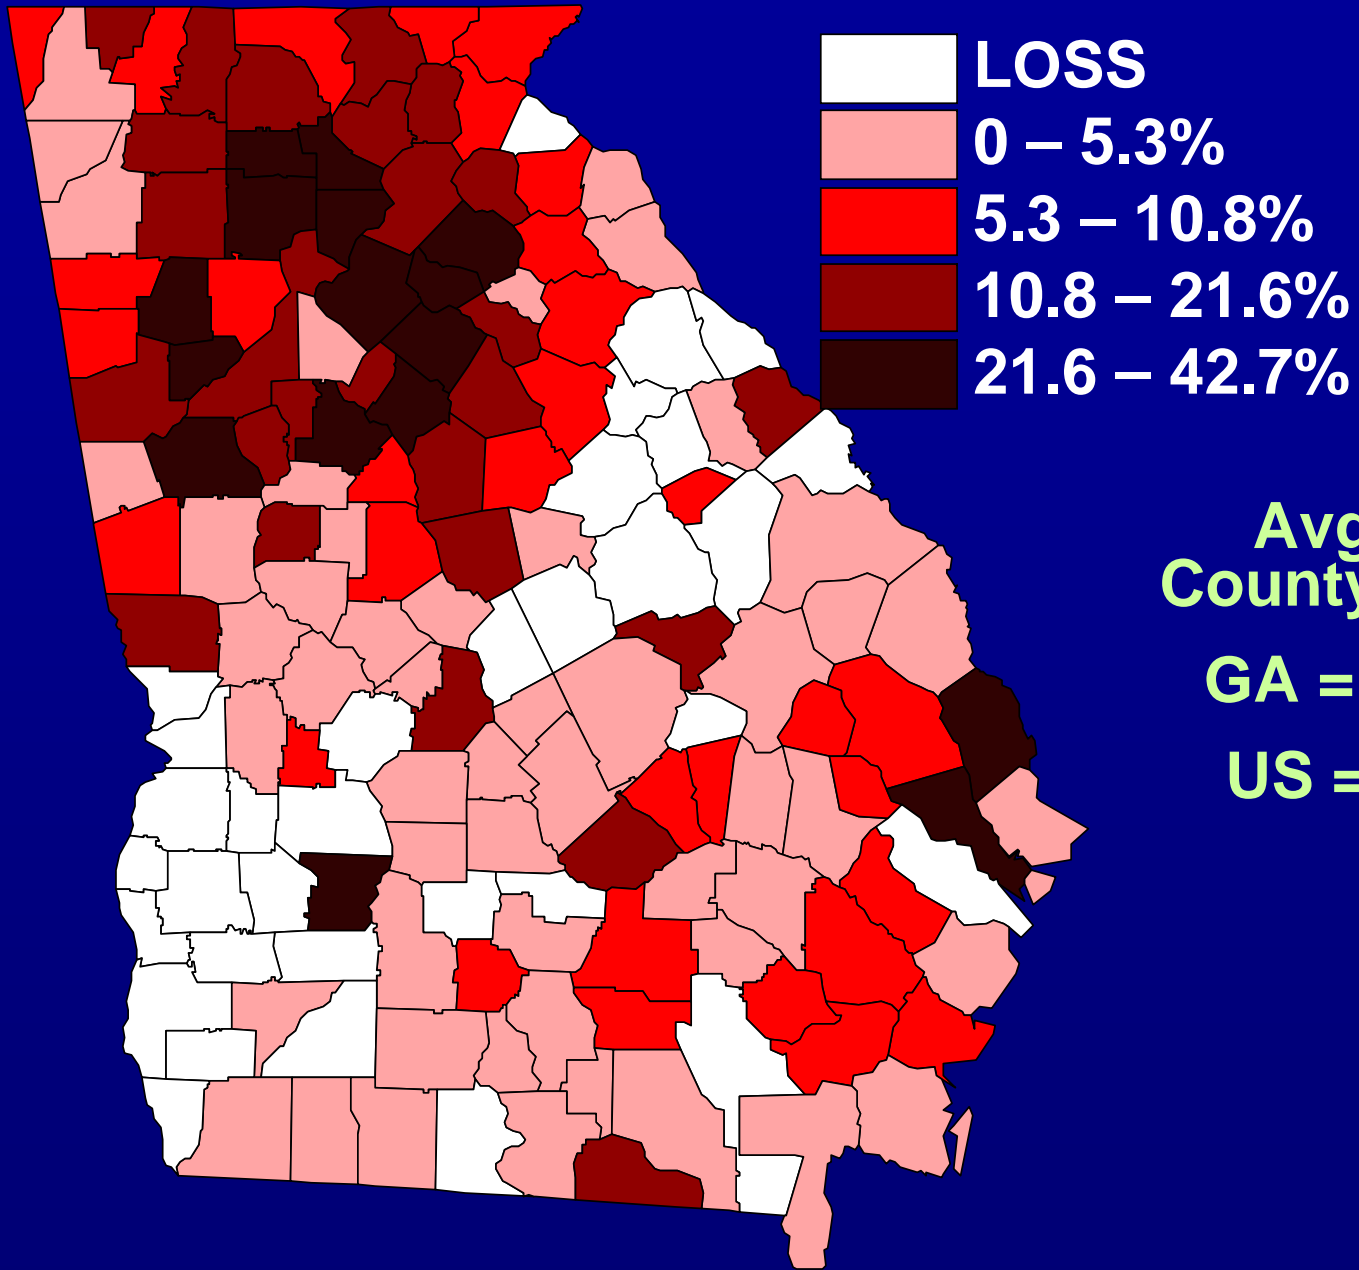 LOSS
0 – 5.3%
5.3 – 10.8%
10.8 – 21.6%
21.6 – 42.7%
Avg
County
GA =
US =